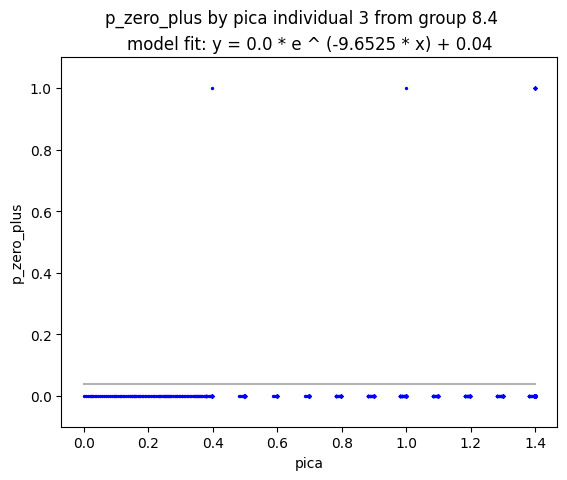 p_zero_plus by pica individual 3 from group 8.4
model fit: y = 0.0 * e ^ (-9.6525 * x) + 0.04
1.0
0.8
0.6
0.4
0.2
0.0
p_zero_plus
0.0 0.2 0.4 0.6 0.8 1.0 1.2 1.4
pica